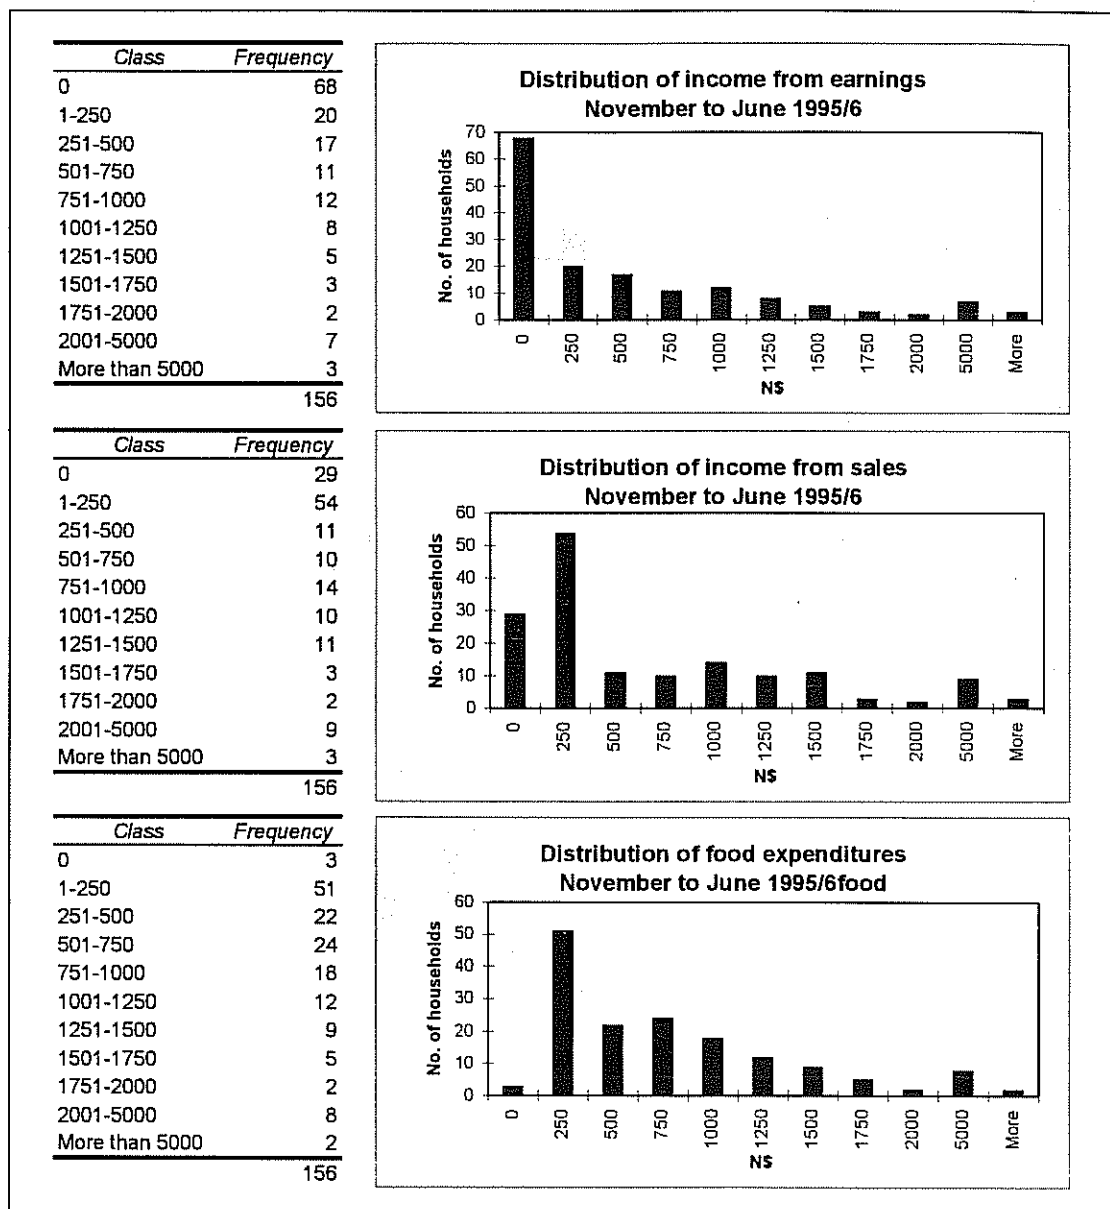 Class Frequency
0 68
1-250 20
251-500 17
501-750 11
751-1000 12
1001-1250 8
1251-1500 5
1501-1750 3
1751-2000 2
2001-5000 7
More than 5000 3
156
Distribution of income from earnings
November to June 1995/6
No. of households
70
60
50
40
30
20
10
0
0 250 500 750 1000 1250 1500 1750 2000 5000 More
N$
Class Frequency
0 29
1-250 54
251-500 11
501-750 10
751-1000 14
1001-1250 10
1251-1500 11
1501-1750 3
1751-2000 2
2001-5000 9
More than 5000 3
156
Distribution of income from sales
November to June 1995/6
No. of households
60
50
40
30
20
10
0
0 250 500 750 1000 1250 1500 1750 2000 5000 More
N$
Class Frequency
0 3
1-250 51
251-500 22
501-750 24
751-1000 18
1001-1250 12
1251-1500 9
1501-1750 5
1751-2000 2
2001-5000 8
More than 5000 2
156
Distribution of food expenditures
November to June 1995/6food
No. of households
60
50
40
30
20
10
0
0 250 500 750 1000 1250 1500 1750 2000 5000 More
N$